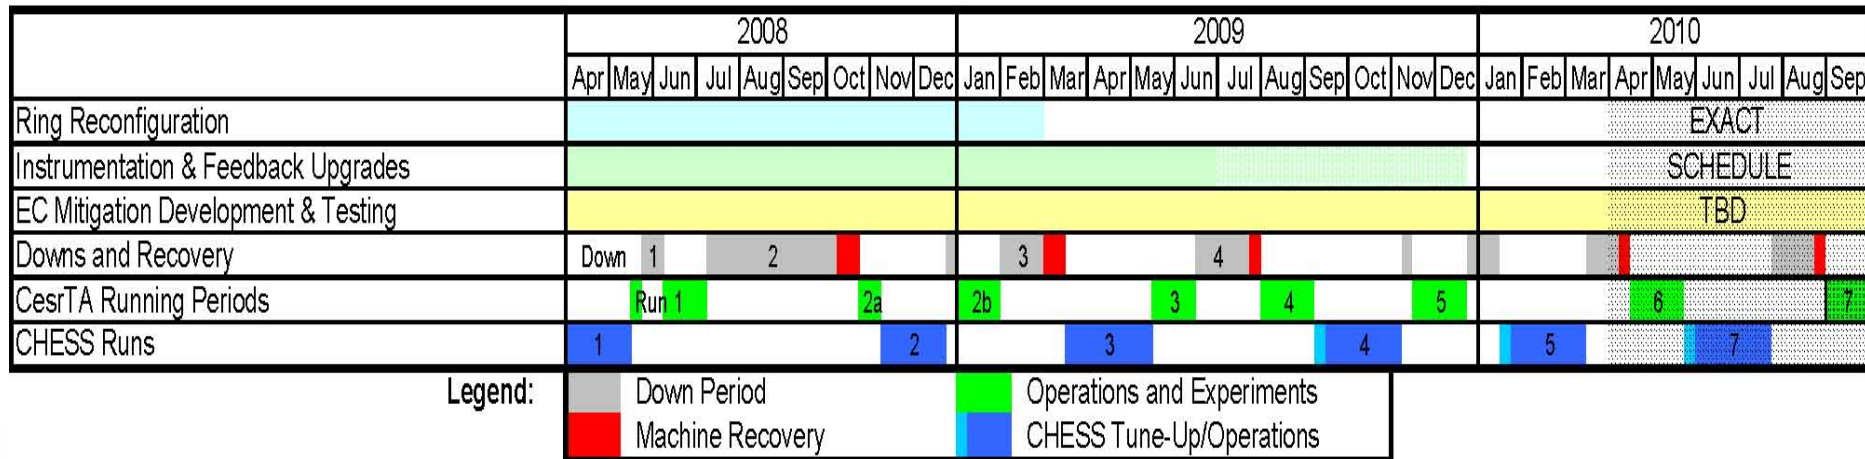 2008 2009 2010
Apr May Jun Jul Aug Sep Oct Nov Dec Jan Feb Mar Apr May Jun Jul Aug Sep Oct Nov Dec Jan Feb Mar Apr May Jun Jul Aug Sep
Ring Reconfiguration EXACT
Instrumentation & Feedback Upgrades SCHEDULE
EC Mitigation Development & Testing TBD
Downs and Recovery Down 1 2 3 4
CesrTA Running Periods Run 1 2a 2b 3 4 5 6 7
CHESS Runs 1 2 3 4 5 7
Legend: Down Period Operations and Experiments
Machine Recovery CHESS Tune-Up/Operations